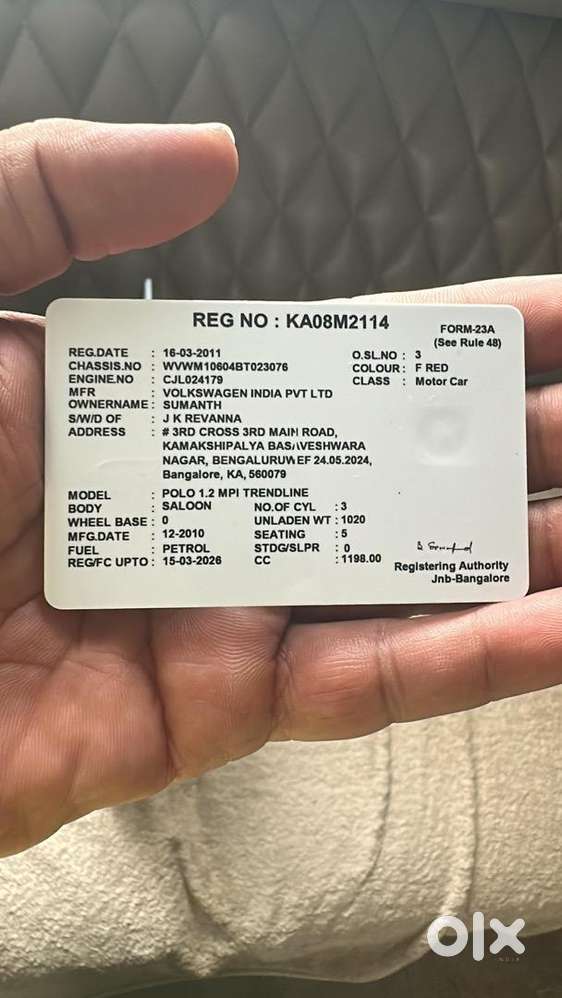 REG NO : KA08M2114
FORM-23A
(See Rule 48)
REG.DATE : 16-03-2011 O.SL.NO : 3
CHASSIS.NO : WVWM10604BT023076 COLOUR : F RED
ENGINE.NO : CJL024179 CLASS : Motor Car
MFR : VOLKSWAGEN INDIA PVT LTD
OWNERNAME : SUMANTH
S/W/D OF : J K REVANNA
ADDRESS : # 3RD CROSS 3RD MAIN ROAD,
KAMAKSHIPALYA BASAVESHWARA
NAGAR, BENGALURUWEF 24.05.2024,
Bangalore, KA, 560079
MODEL : POLO 1.2 MPI TRENDLINE
BODY : SALOON NO.OF CYL : 3
WHEEL BASE : 0 UNLADEN WT : 1020
MFG.DATE : 12-2010 SEATING : 5
FUEL : PETROL STDG/SLPR : 0
REG/FC UPTO : 15-03-2026 CC : 1198.00
Registering Authority
Jnb-Bangalore
olx
INDIA